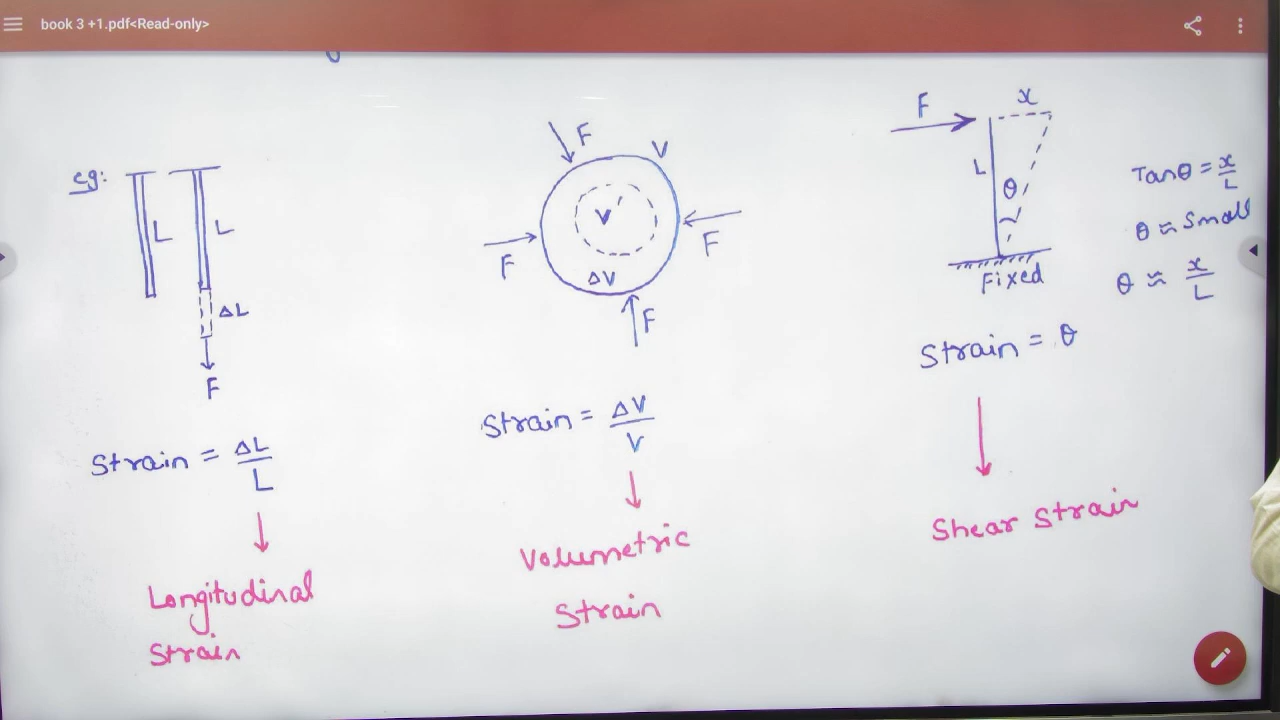 book 3 +1.pdf<Read-only>
eg:
L
L
ΔL
F
Strain = ΔL/L
Longitudinal
Strain
F
V
V'
F
F
ΔV
F
Strain = ΔV/V
Volumetric
Strain
F
x
L
θ
Fixed
Tanθ = x/L
θ ≈ small
θ ≈ x/L
Strain = θ
Shear Strain